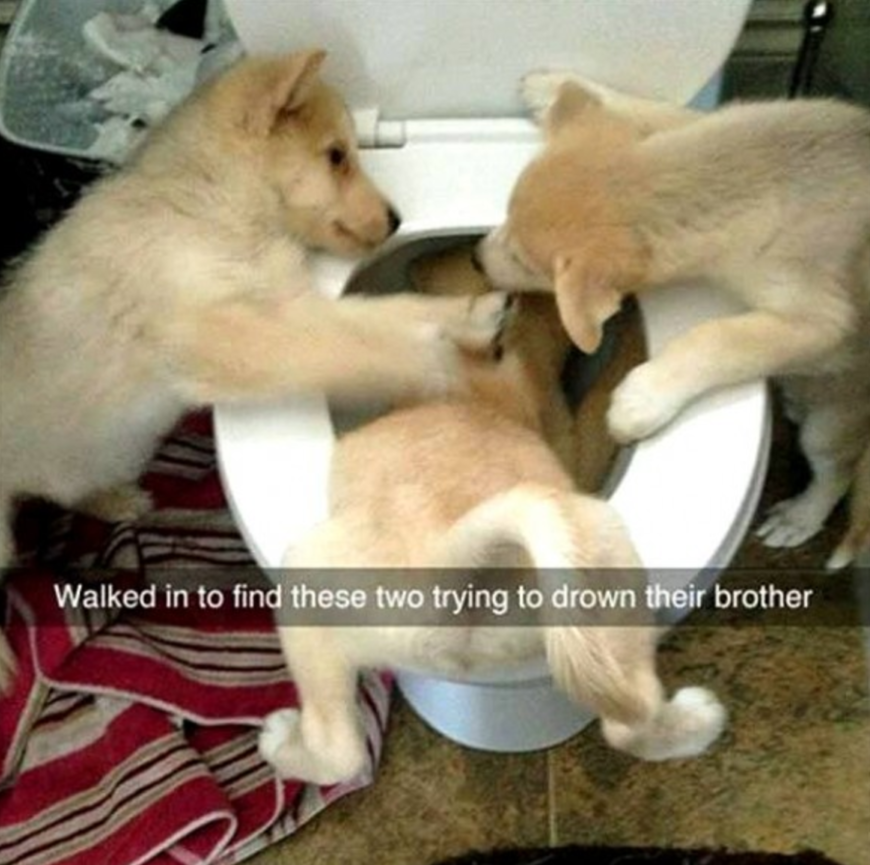 Walked in to find these two trying to drown their brother